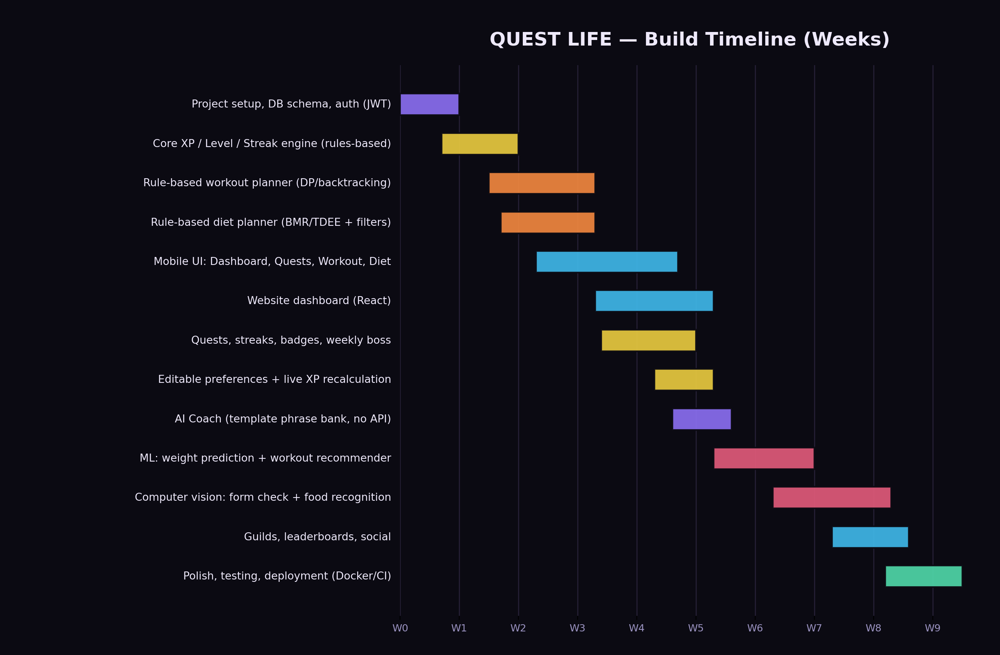 QUEST LIFE — Build Timeline (Weeks)
Project setup, DB schema, auth (JWT)
Core XP / Level / Streak engine (rules-based)
Rule-based workout planner (DP/backtracking)
Rule-based diet planner (BMR/TDEE + filters)
Mobile UI: Dashboard, Quests, Workout, Diet
Website dashboard (React)
Quests, streaks, badges, weekly boss
Editable preferences + live XP recalculation
AI Coach (template phrase bank, no API)
ML: weight prediction + workout recommender
Computer vision: form check + food recognition
Guilds, leaderboards, social
Polish, testing, deployment (Docker/CI)
W0 W1 W2 W3 W4 W5 W6 W7 W8 W9